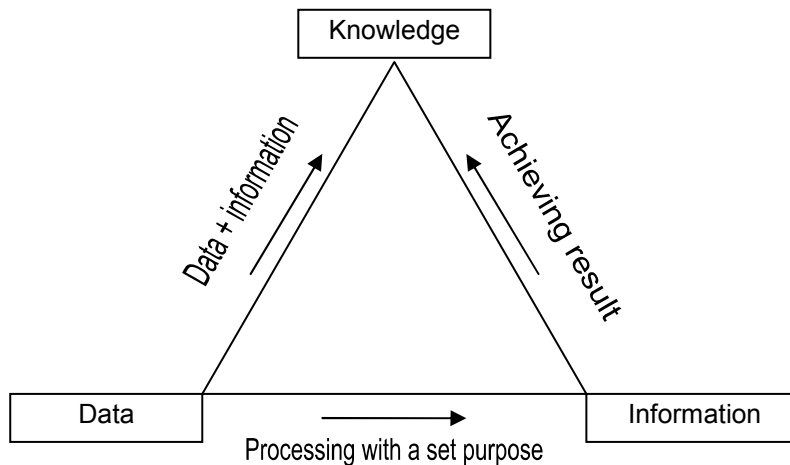 Knowledge
Data + information
Achieving result
Data
Information
Processing with a set purpose